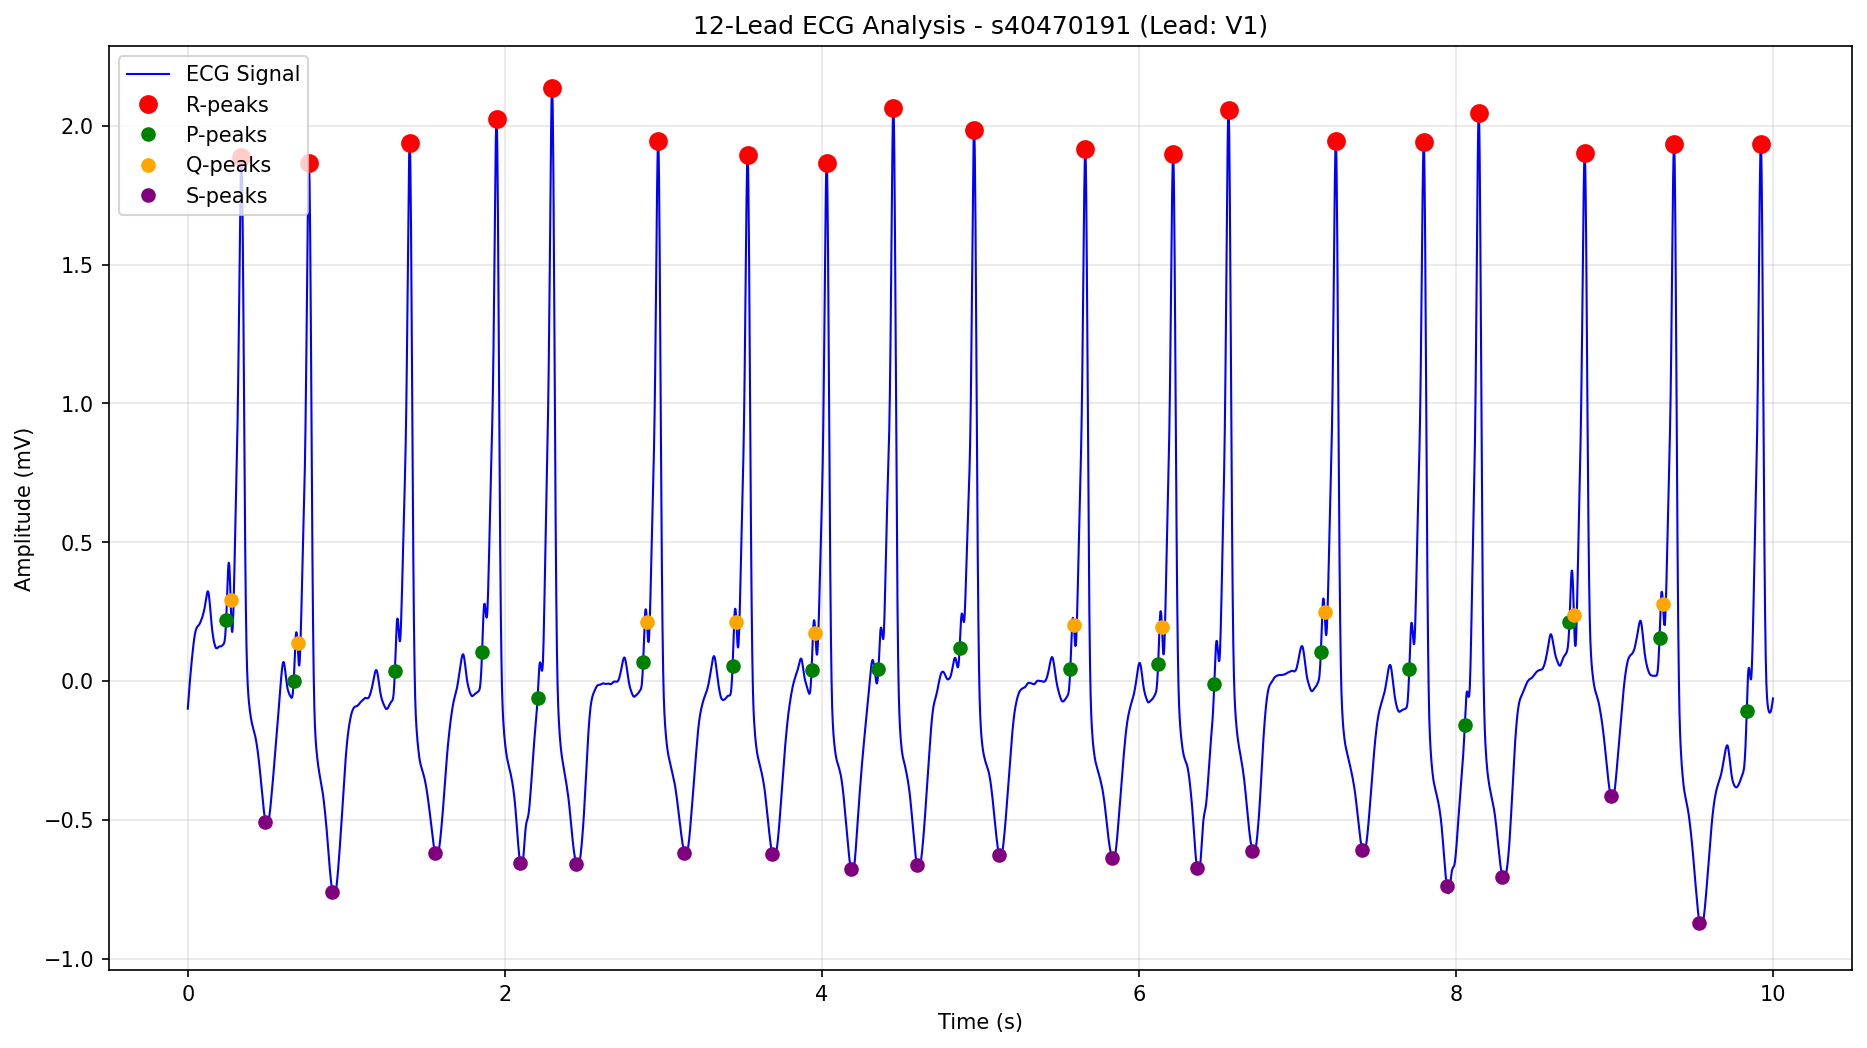 12-Lead ECG Analysis - s40470191 (Lead: V1)
ECG Signal
R-peaks
P-peaks
Q-peaks
S-peaks
Amplitude (mV)
2.0
1.5
1.0
0.5
0.0
−0.5
−1.0
0 2 4 6 8 10
Time (s)